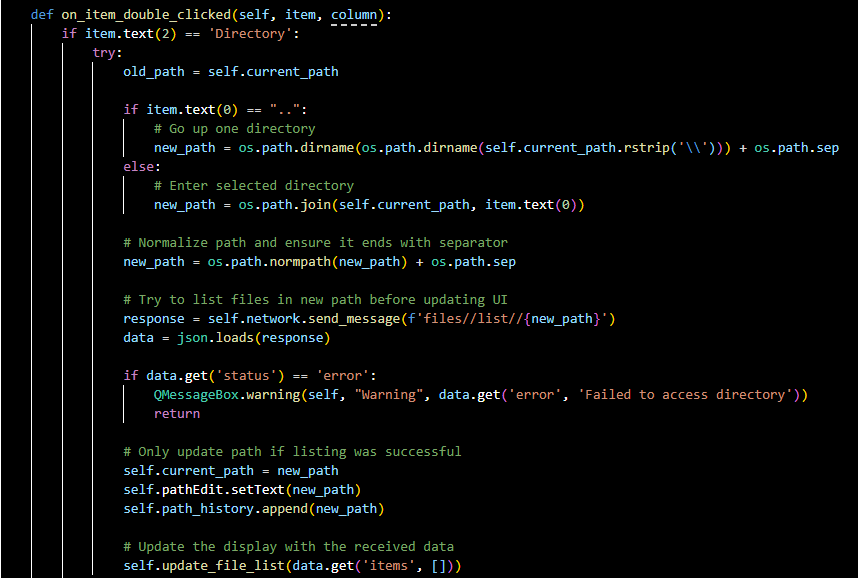 def on_item_double_clicked(self, item, column):
    if item.text(2) == 'Directory':
        try:
            old_path = self.current_path

            if item.text(0) == "..":
                # Go up one directory
                new_path = os.path.dirname(os.path.dirname(self.current_path.rstrip('\\'))) + os.path.sep
            else:
                # Enter selected directory
                new_path = os.path.join(self.current_path, item.text(0))

            # Normalize path and ensure it ends with separator
            new_path = os.path.normpath(new_path) + os.path.sep

            # Try to list files in new path before updating UI
            response = self.network.send_message(f'files//list//{new_path}')
            data = json.loads(response)

            if data.get('status') == 'error':
                QMessageBox.warning(self, "Warning", data.get('error', 'Failed to access directory'))
                return

            # Only update path if listing was successful
            self.current_path = new_path
            self.pathEdit.setText(new_path)
            self.path_history.append(new_path)

            # Update the display with the received data
            self.update_file_list(data.get('items', []))